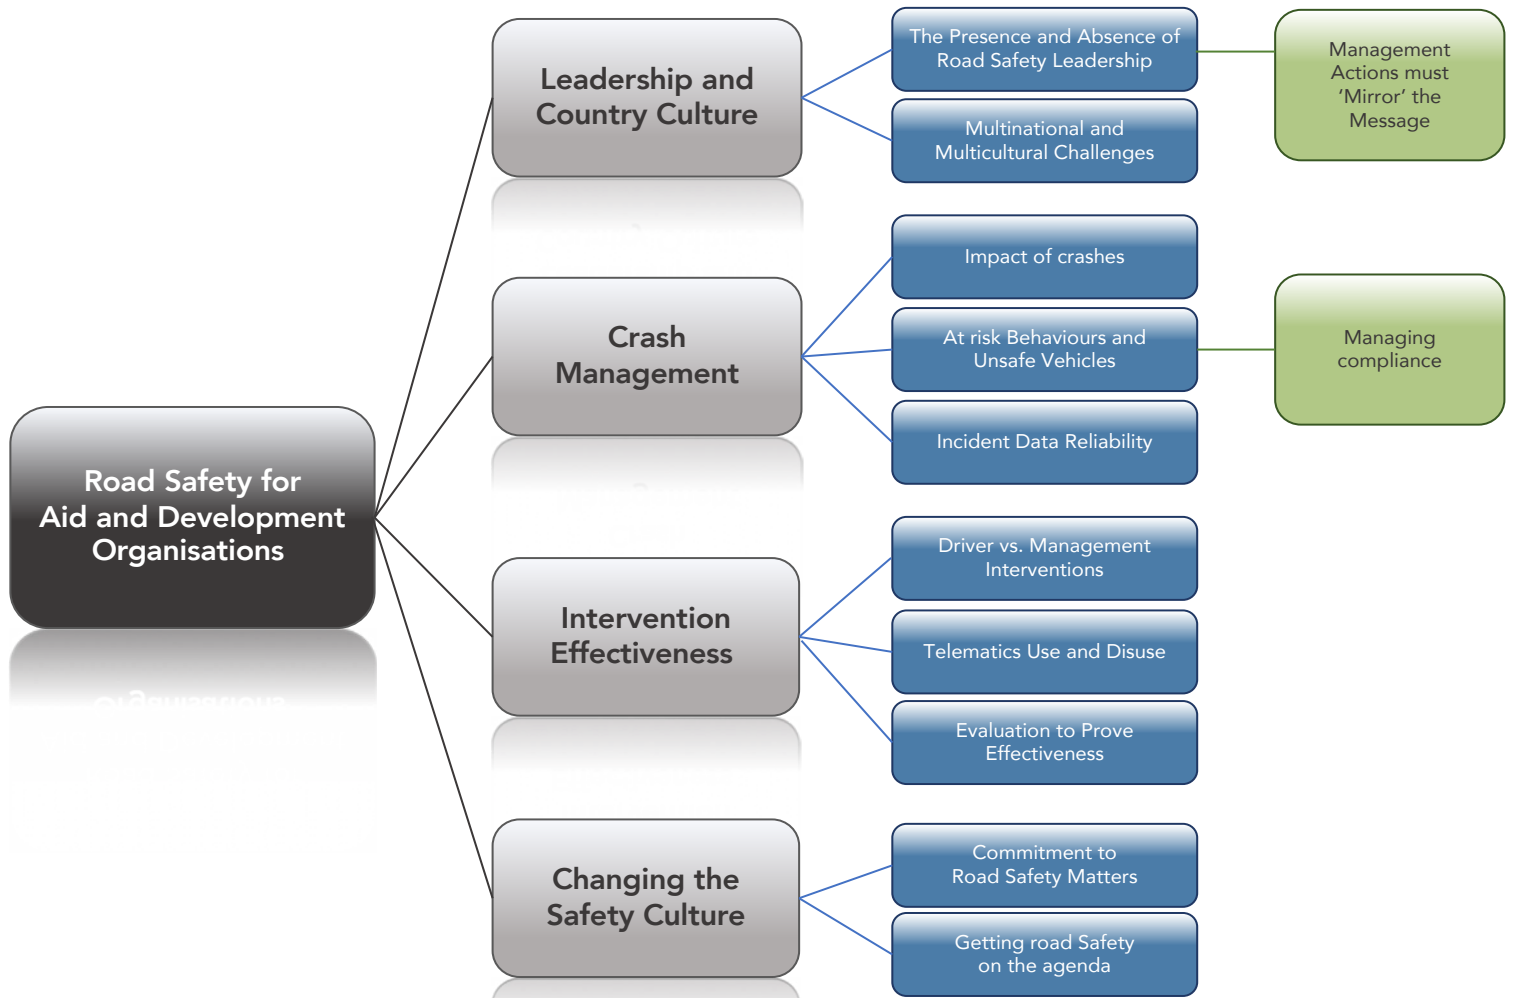 Road Safety for
Aid and Development
Organisations
Leadership and
Country Culture
The Presence and Absence of
Road Safety Leadership
Management
Actions must
‘Mirror’ the
Message
Multinational and
Multicultural Challenges
Crash
Management
Impact of crashes
At risk Behaviours and
Unsafe Vehicles
Managing
compliance
Incident Data Reliability
Intervention
Effectiveness
Driver vs. Management
Interventions
Telematics Use and Disuse
Evaluation to Prove
Effectiveness
Changing the
Safety Culture
Commitment to
Road Safety Matters
Getting road Safety
on the agenda